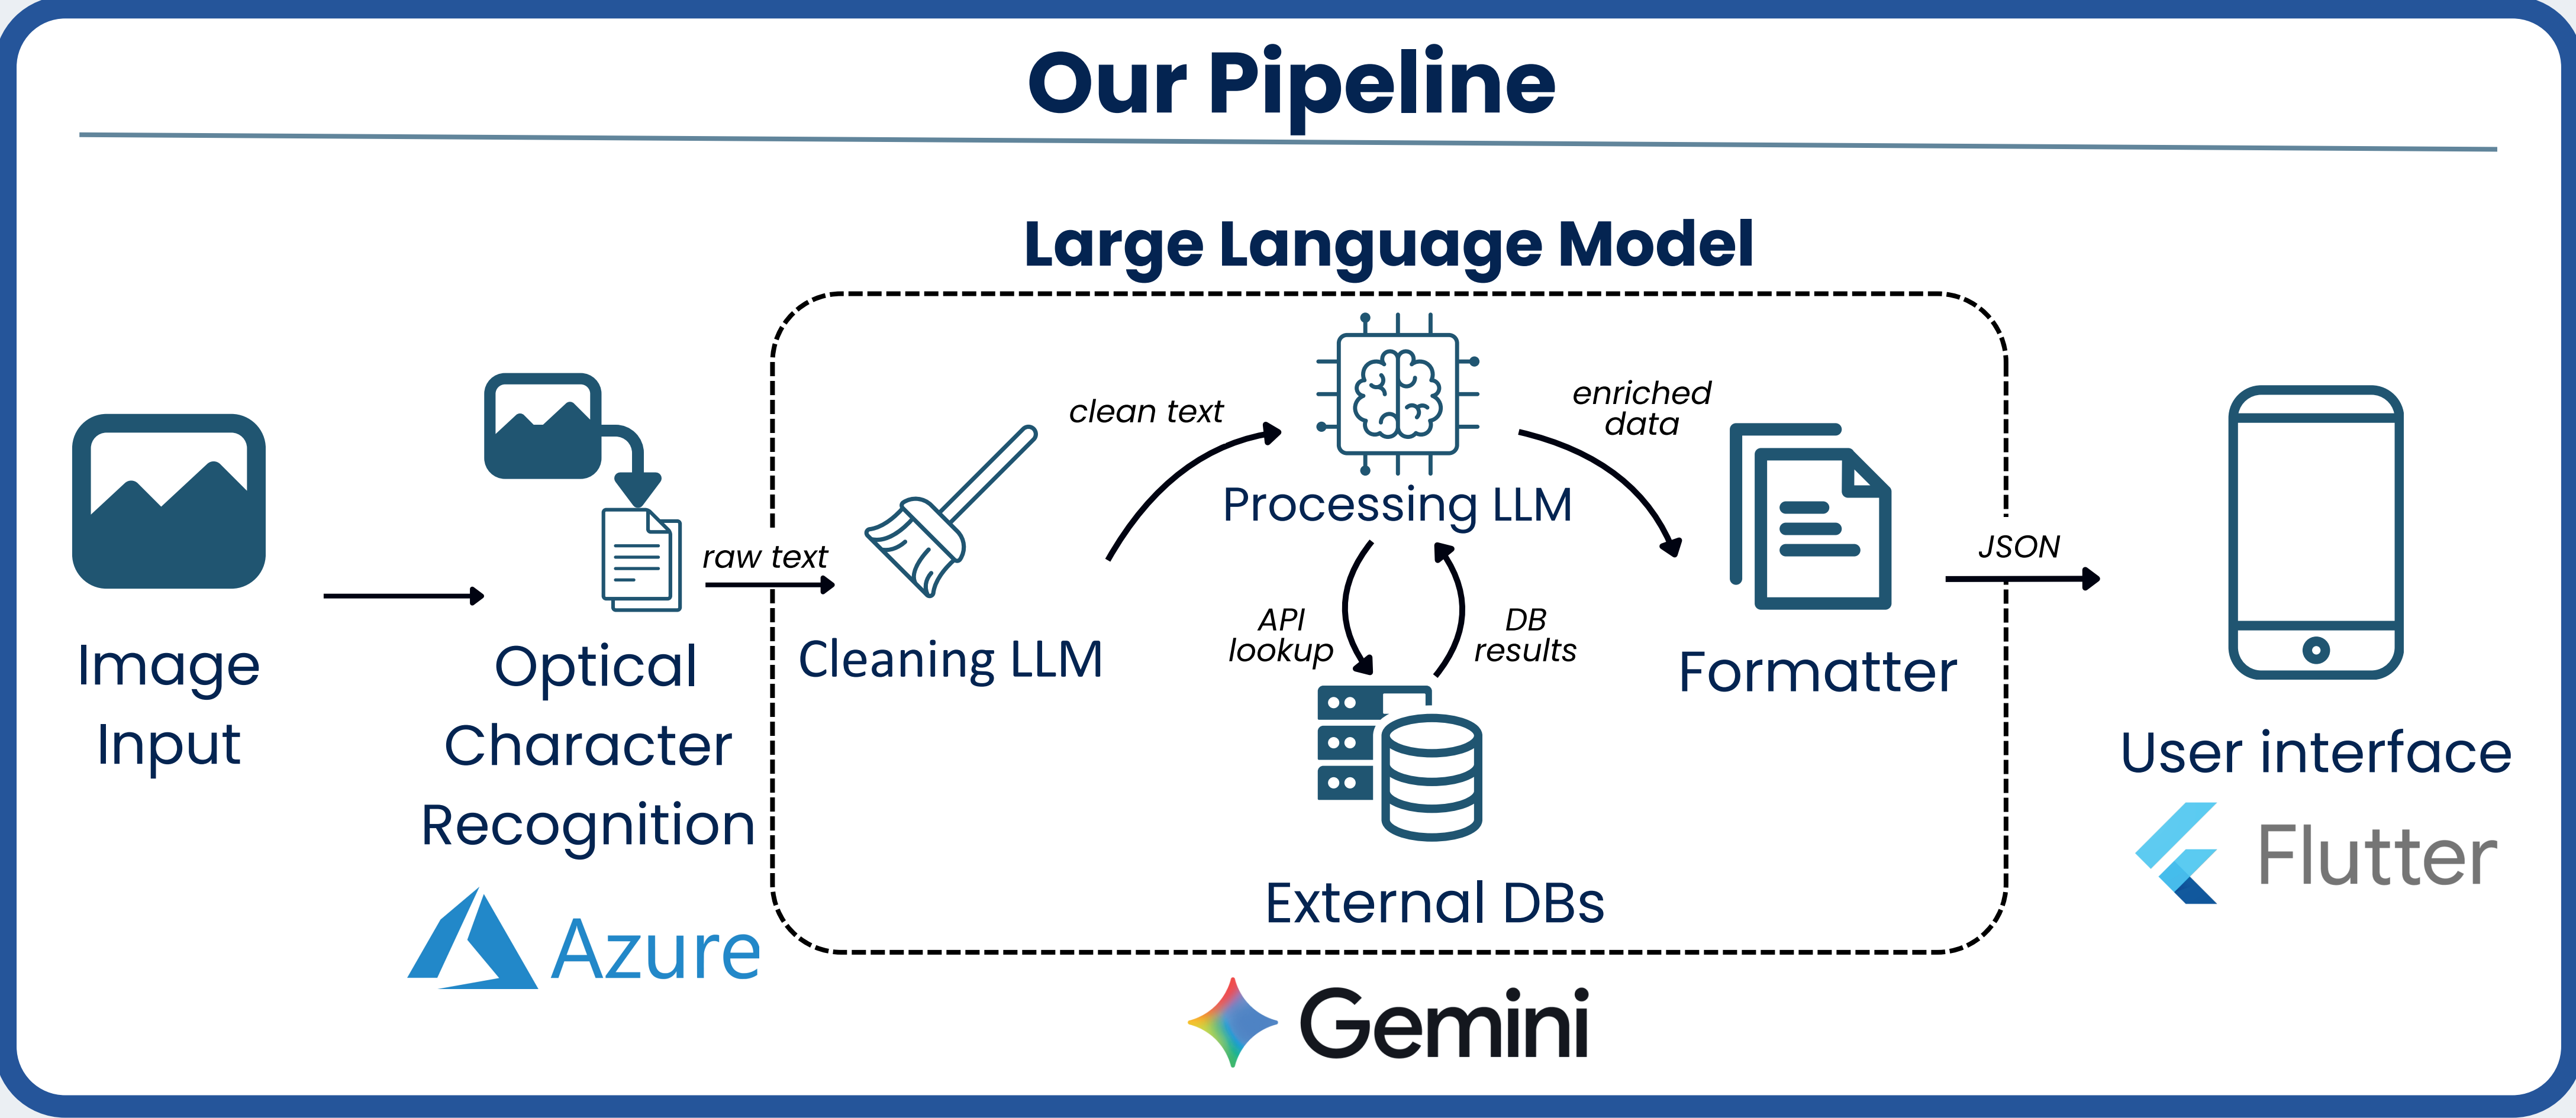 Our Pipeline
Large Language Model
Image
Input
Optical
Character
Recognition
Azure
raw text
Cleaning LLM
clean text
Processing LLM
API
lookup
DB
results
External DBs
enriched
data
Formatter
JSON
User interface
Flutter
Gemini